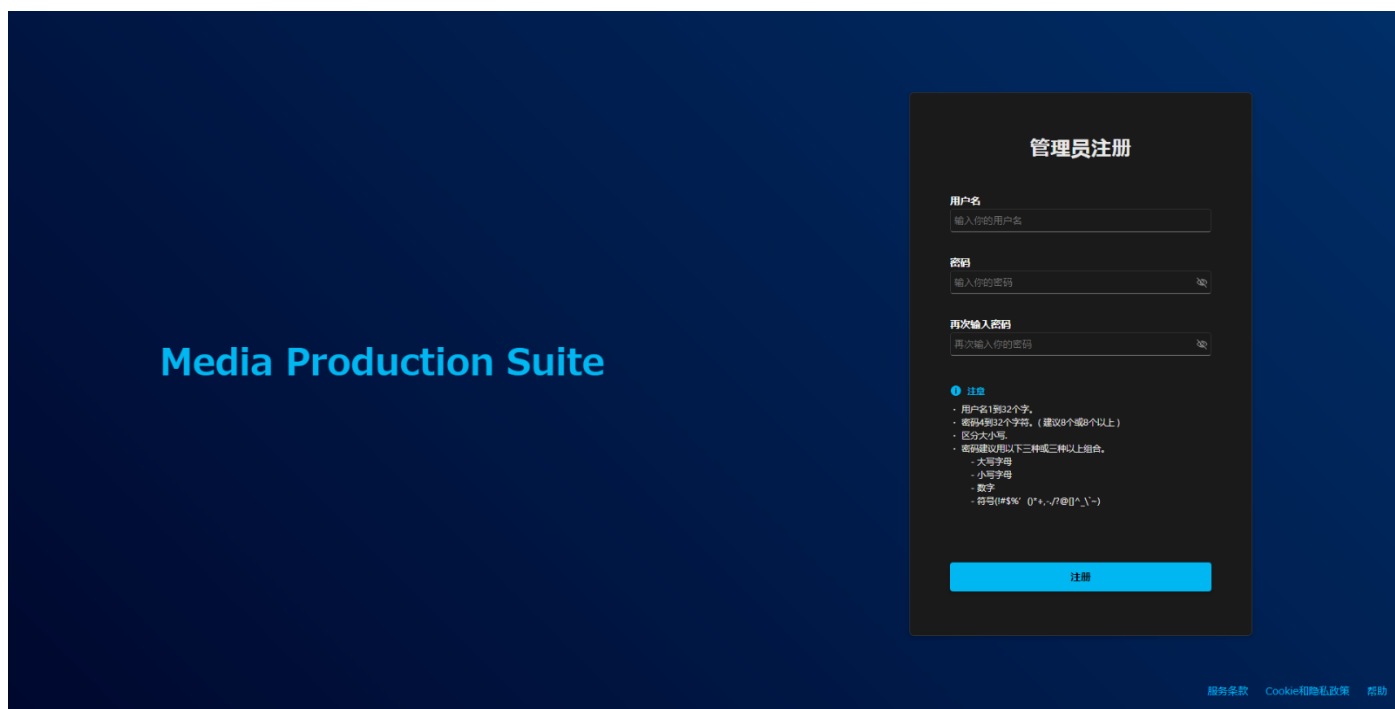 Media Production Suite
管理员注册
用户名
输入你的用户名
密码
输入你的密码
再次输入密码
再次输入你的密码
注意
・ 用户名1到32个字。
・ 密码4到32个字符。( 建议8个或8个以上 )
・ 区分大小写.
・ 密码建议用以下三种或三种以上组合。
- 大写字母
- 小写字母
- 数字
- 符号(!#$%'()*+,-./?@[]^_\`~)
注册
服务条款 Cookie和隐私政策 帮助